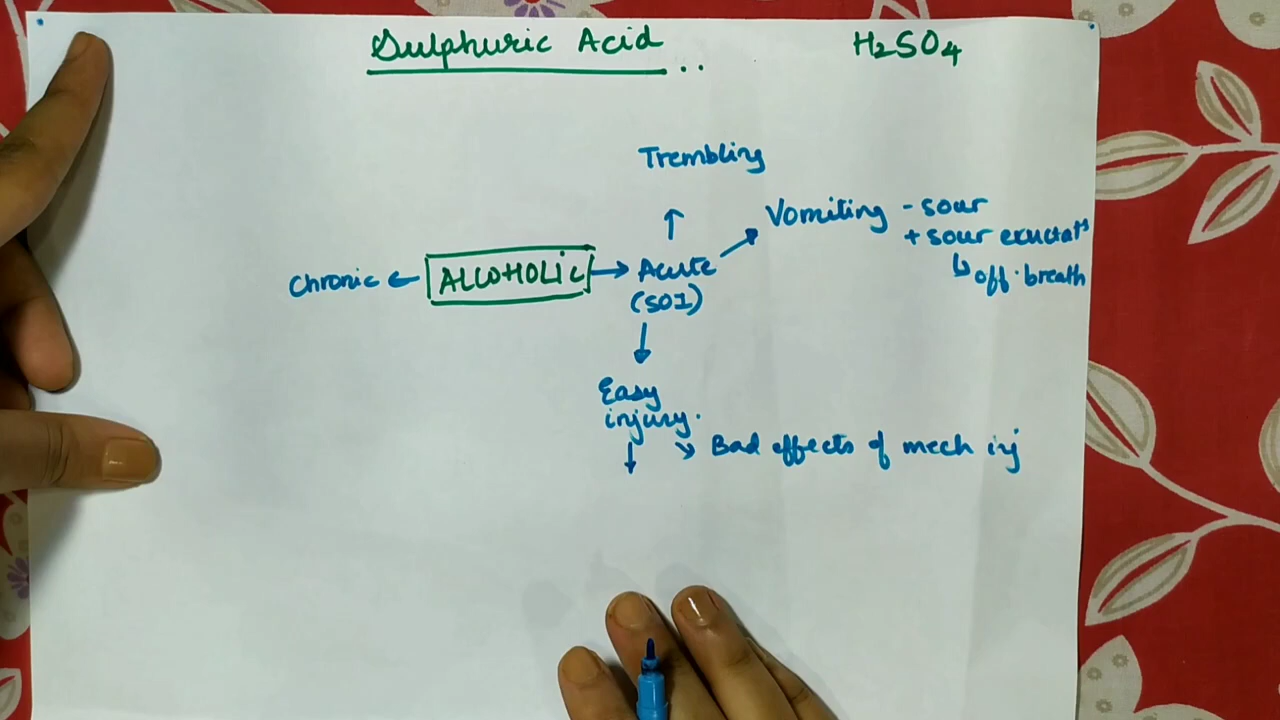 Sulphuric Acid ..
H₂SO₄
Trembling
Vomiting - sour
+ sour eructatⁿˢ
off. breath
Chronic ← ALCOHOLIC → Acute
(SOI)
Easy
injury.
Bad effects of mech inj